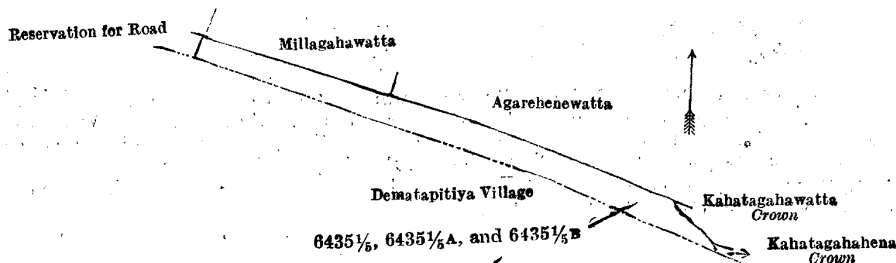 Reservation for Road
Millagahawatta
Agarehenewatta
Dematapitiya Village
Kahatagahawatta
Crown
6435⅕, 6435⅕A, and 6435⅕B
Kahatagahahena
Crown